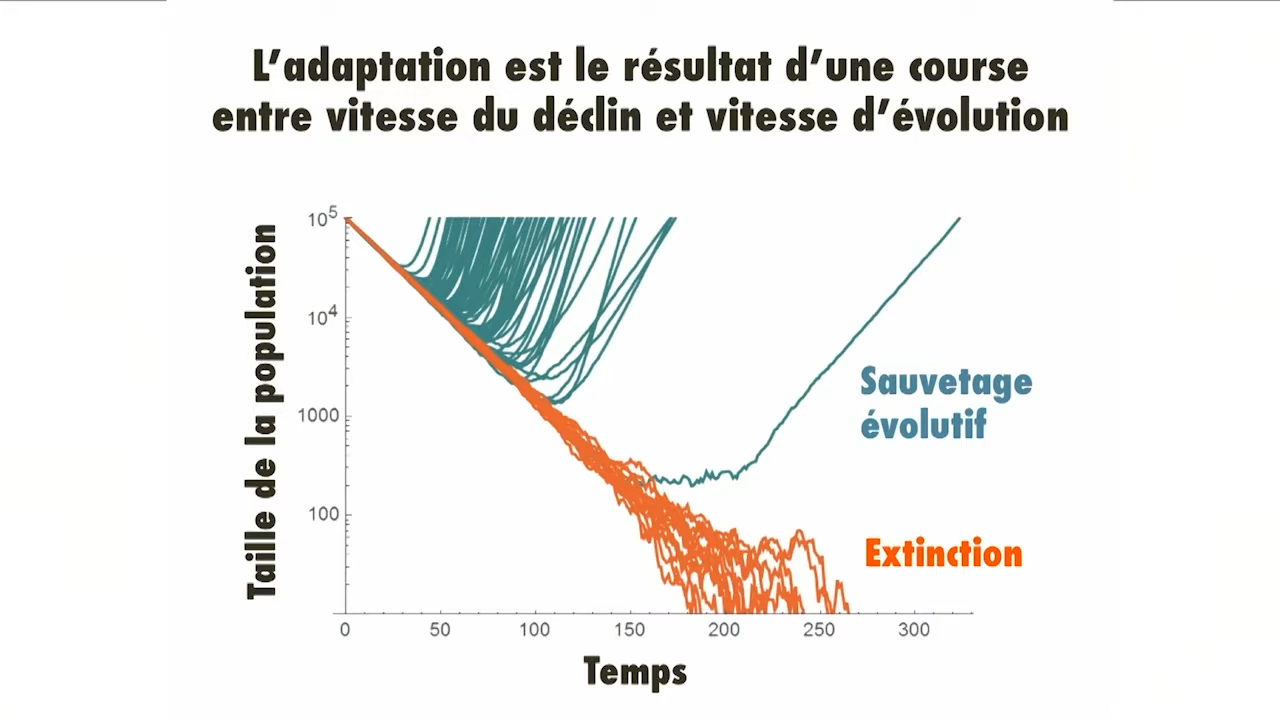 L’adaptation est le résultat d’une course
entre vitesse du déclin et vitesse d’évolution
Taille de la population
10⁵
10⁴
1000
100
Sauvetage
évolutif
Extinction
0 50 100 150 200 250 300
Temps